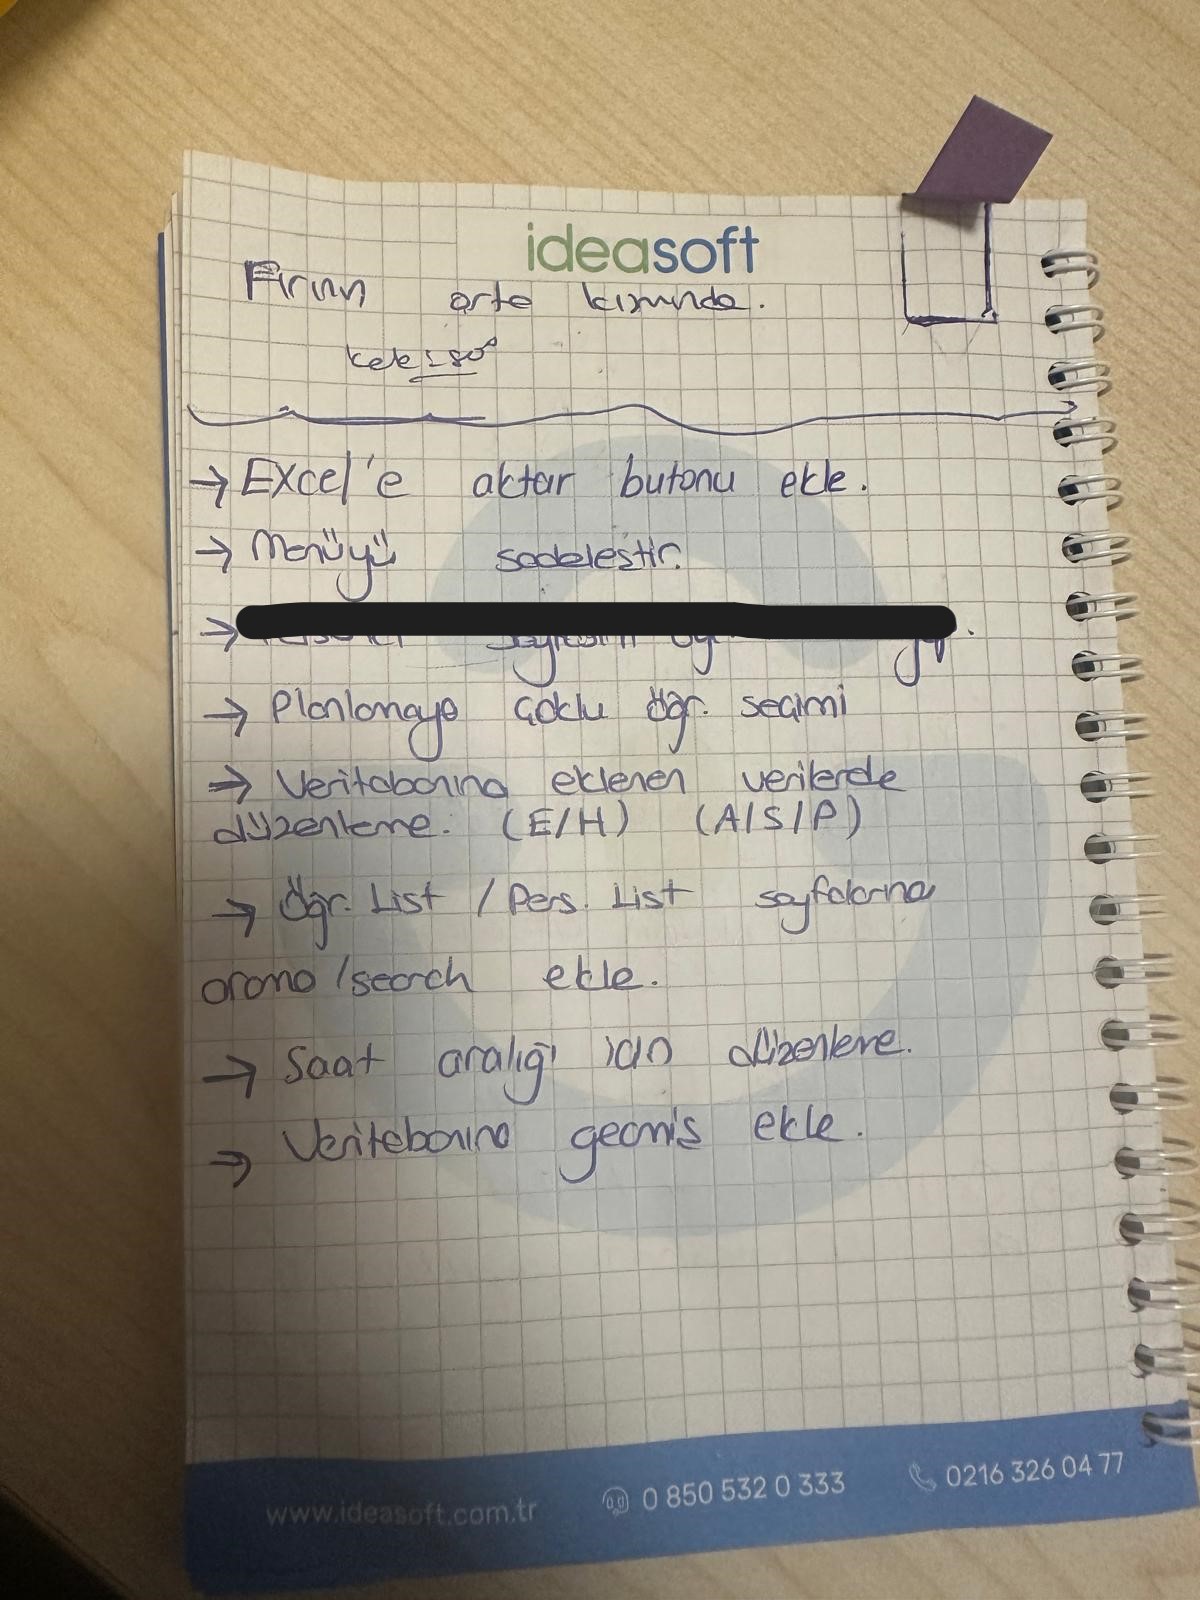 ideasoft
Fırının orta kısmında.
kek 180°
→ Excel'e aktar butonu ekle.
→ Menüyü sadeleştir.
→
→ Planlamaya çoklu öğr. seçimi
→ Veritabanına eklenen verilerde
düzenleme. (E/H) (A/S/P)
→ Öğr. List / Pers. List sayfalarına
arama /search ekle.
→ Saat aralığı için düzenleme.
→ Veritabanına geçmiş ekle.
www.ideasoft.com.tr 0 850 532 0 333 0216 326 04 77